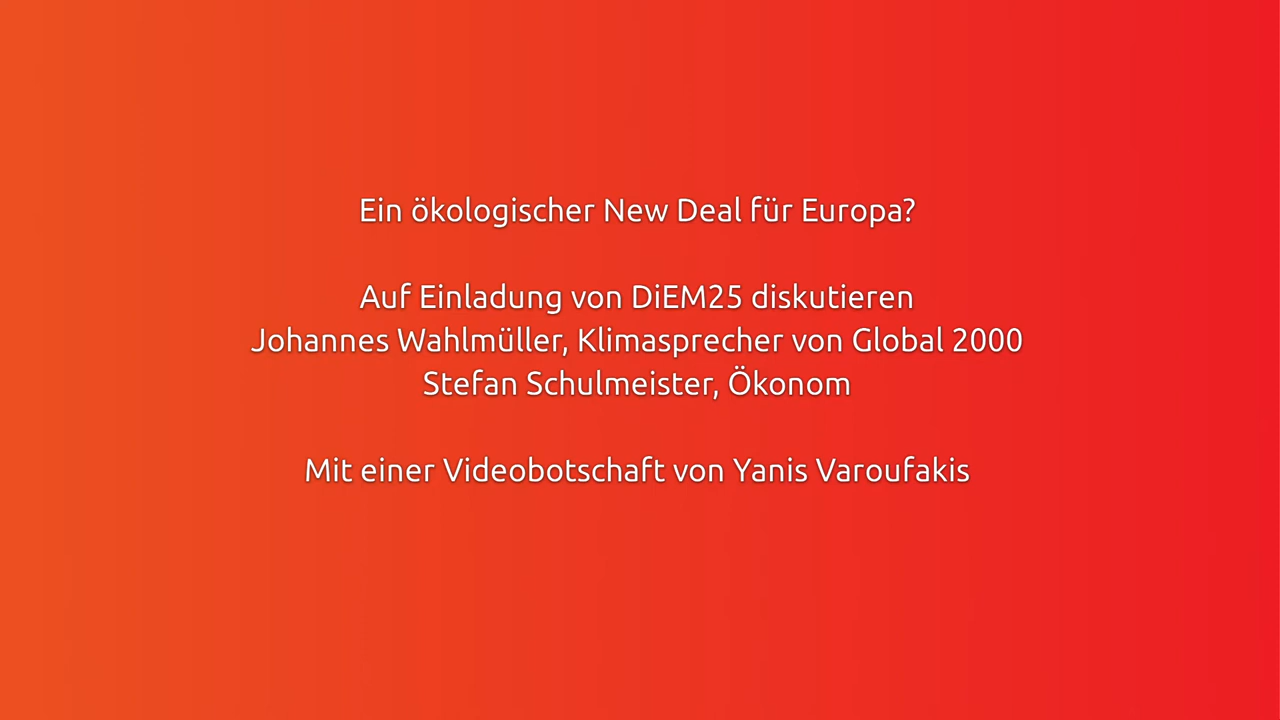 Ein ökologischer New Deal für Europa?
Auf Einladung von DiEM25 diskutieren
Johannes Wahlmüller, Klimasprecher von Global 2000
Stefan Schulmeister, Ökonom
Mit einer Videobotschaft von Yanis Varoufakis